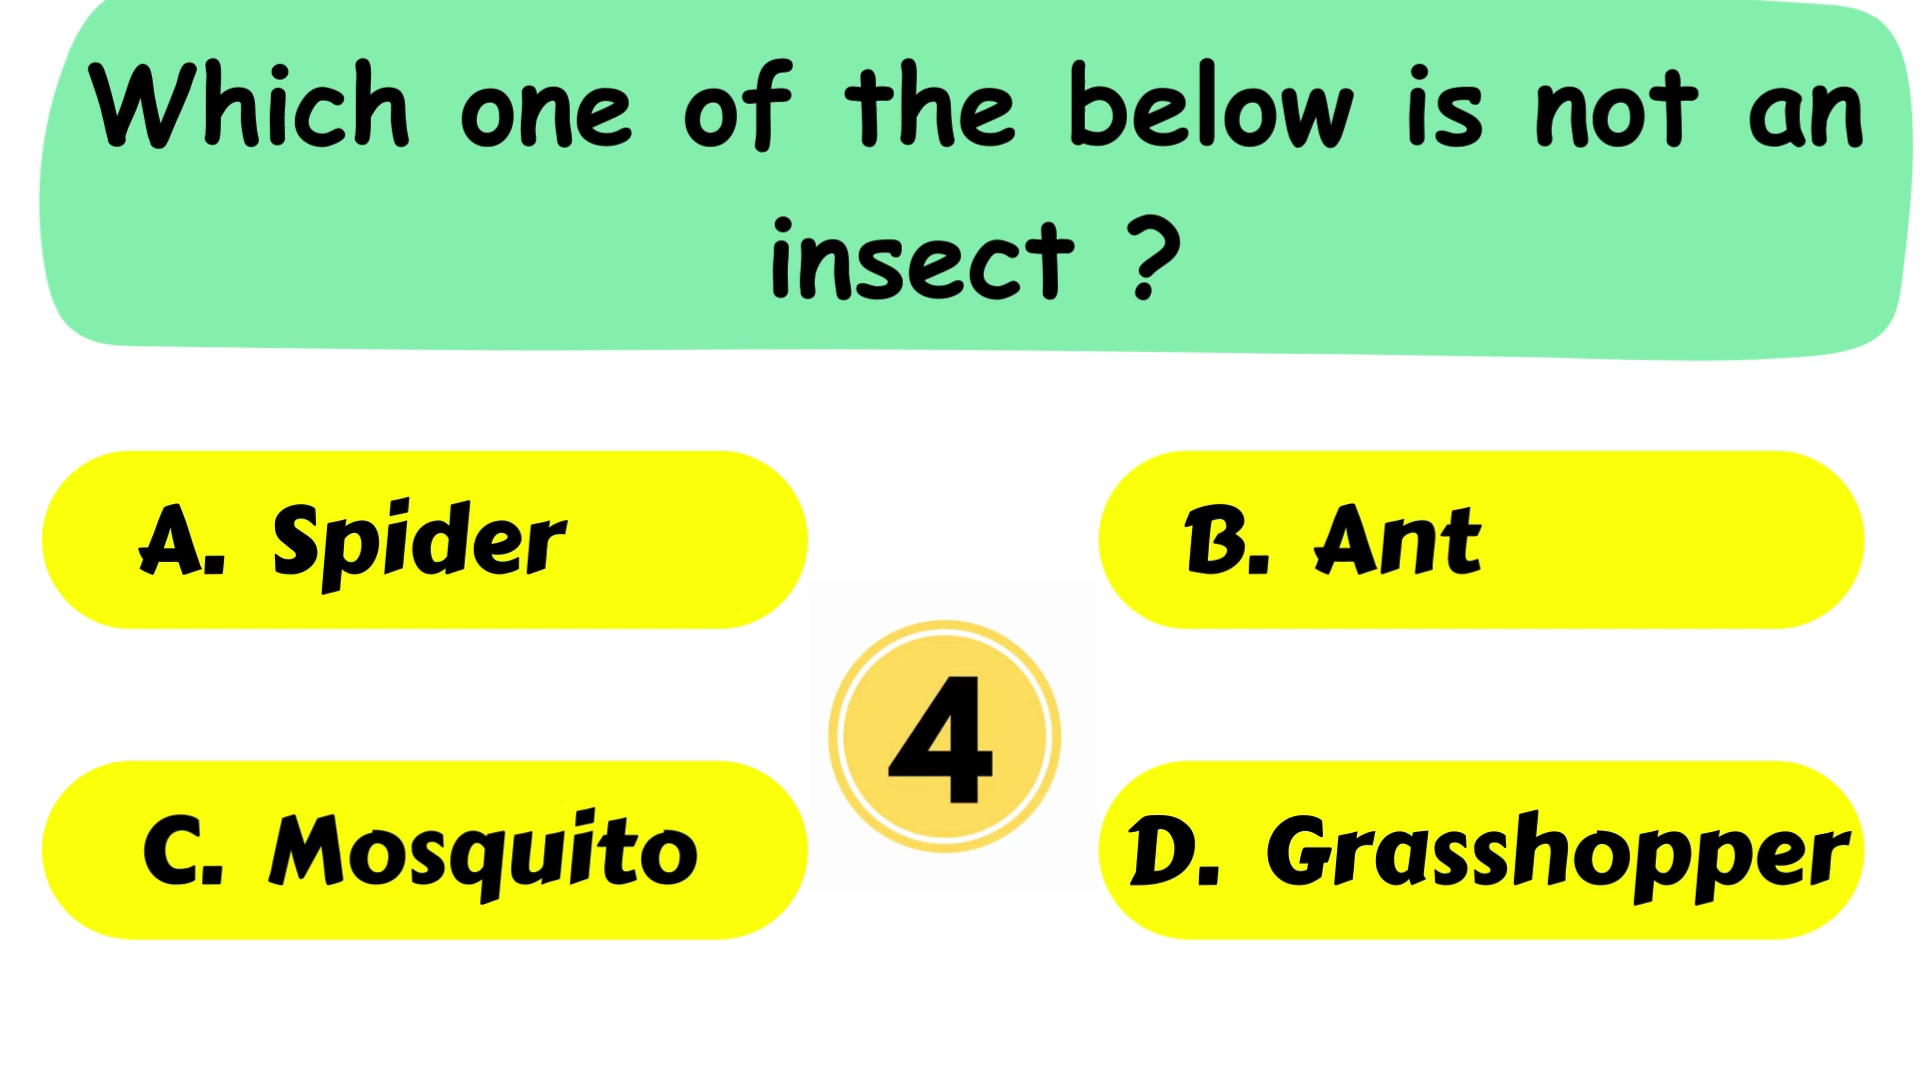 Which one of the below is not an
insect ?
A. Spider
B. Ant
4
C. Mosquito
D. Grasshopper